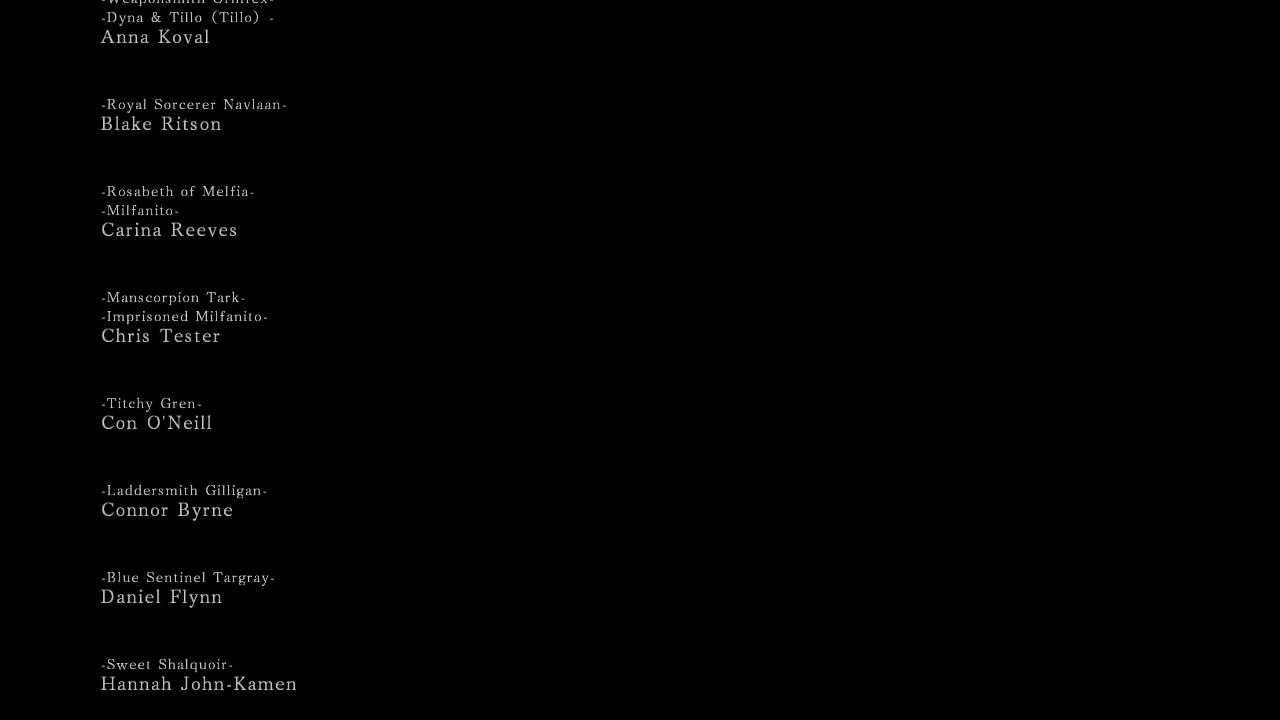 -Weaponsmith Ornifex-
-Dyna & Tillo (Tillo) -
Anna Koval
-Royal Sorcerer Navlaan-
Blake Ritson
-Rosabeth of Melfia-
-Milfanito-
Carina Reeves
-Manscorpion Tark-
-Imprisoned Milfanito-
Chris Tester
-Titchy Gren-
Con O'Neill
-Laddersmith Gilligan-
Connor Byrne
-Blue Sentinel Targray-
Daniel Flynn
-Sweet Shalquoir-
Hannah John-Kamen